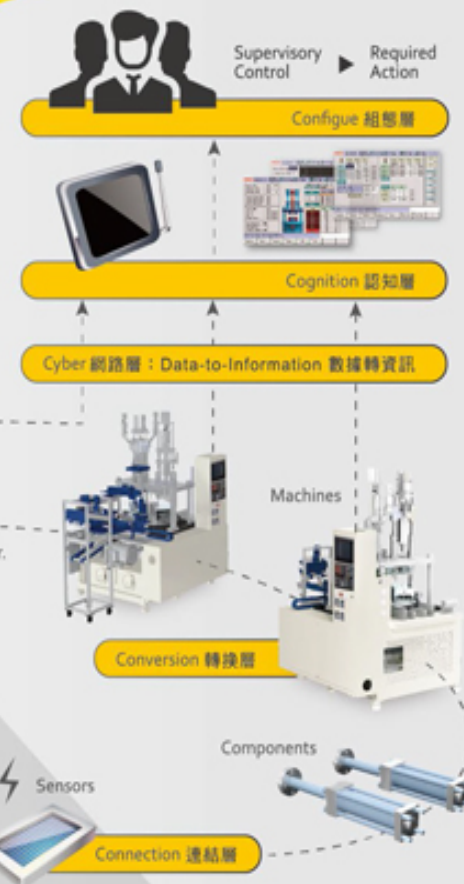 Supervisory
Control
Required
Action
Configue 組態層
Cognition 認知層
Cyber 網路層：Data-to-Information 數據轉資訊
Machines
Conversion 轉換層
Components
Sensors
Connection 連結層